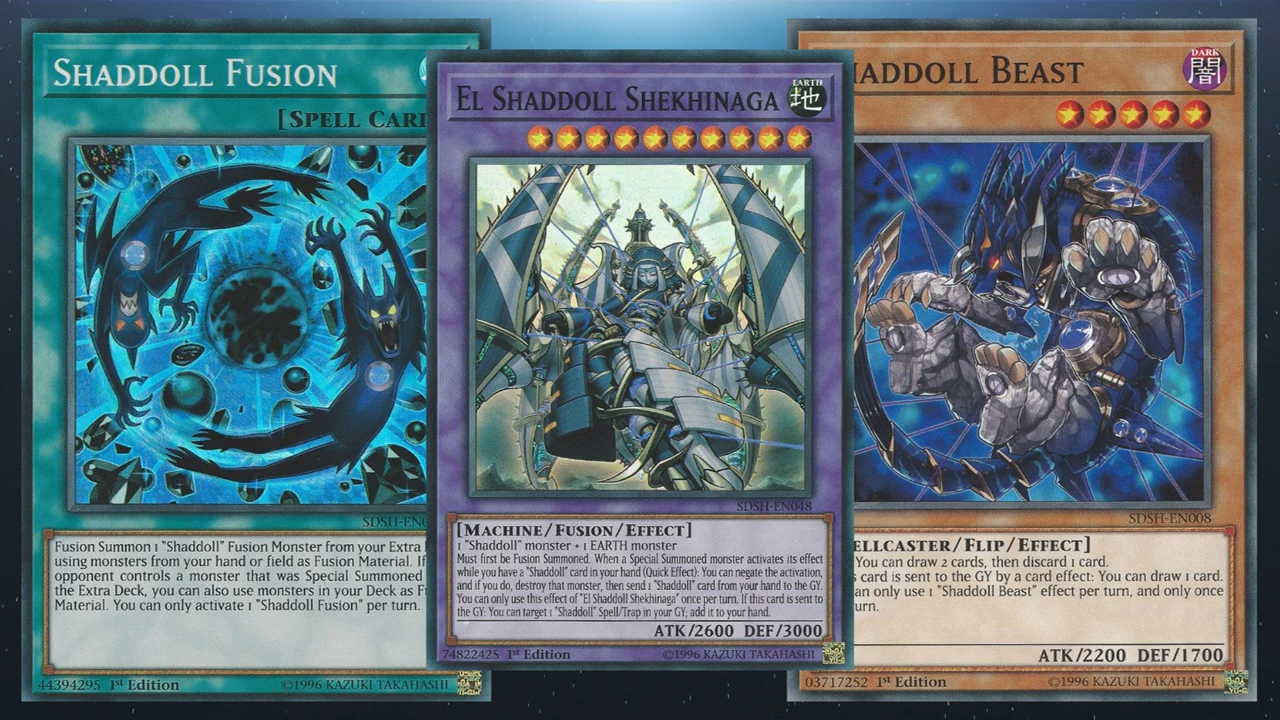 SHADDOLL FUSION
[SPELL CARD
SDSH-EN0
Fusion Summon 1 "Shaddoll" Fusion Monster from your Extra
using monsters from your hand or field as Fusion Material. If
opponent controls a monster that was Special Summoned
the Extra Deck, you can also use monsters in your Deck as Fu
Material. You can only activate 1 "Shaddoll Fusion" per turn.
44394295 1st Edition ©1996 KAZUKI TAKAHASHI
EL SHADDOLL SHEKHINAGA
EARTH
地
SDSH-EN048
[MACHINE/FUSION/EFFECT]
1 "Shaddoll" monster + 1 EARTH monster
Must first be Fusion Summoned. When a Special Summoned monster activates its effect
while you have a "Shaddoll" card in your hand (Quick Effect): You can negate the activation,
and if you do, destroy that monster, then send 1 "Shaddoll" card from your hand to the GY.
You can only use this effect of "El Shaddoll Shekhinaga" once per turn. If this card is sent to
the GY: You can target 1 "Shaddoll" Spell/Trap in your GY; add it to your hand.
ATK/2600 DEF/3000
74822425 1st Edition ©1996 KAZUKI TAKAHASHI
HADDOLL BEAST
DARK
闇
SDSH-EN008
ELLCASTER/FLIP/EFFECT]
You can draw 2 cards, then discard 1 card.
s card is sent to the GY by a card effect: You can draw 1 card.
an only use 1 "Shaddoll Beast" effect per turn, and only once
urn.
ATK/2200 DEF/1700
03717252 1st Edition ©1996 KAZUKI TAKAHASHI